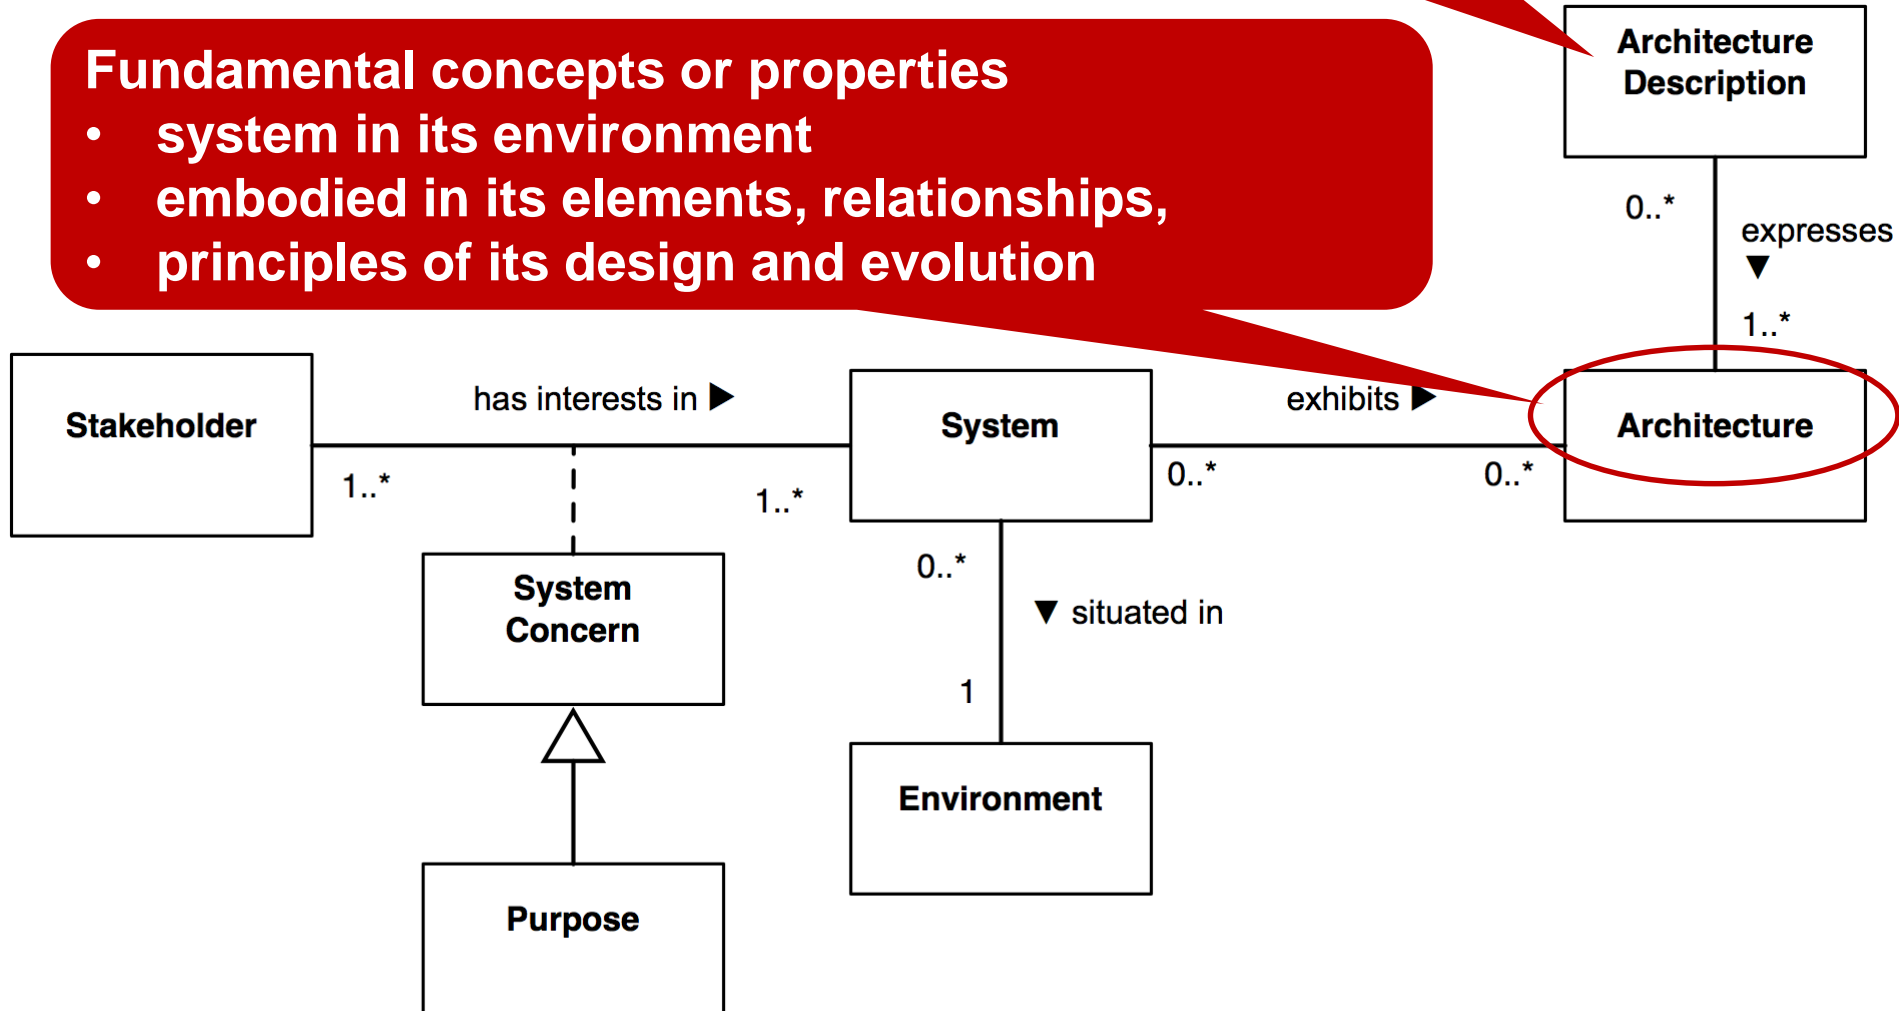 Architecture
Description
Fundamental concepts or properties
• system in its environment
• embodied in its elements, relationships,
• principles of its design and evolution
0..*
expresses
▼
1..*
Stakeholder
has interests in ▶
System
exhibits ▶
Architecture
1..*
1..*
0..*
0..*
System
Concern
0..*
▼ situated in
1
Environment
Purpose